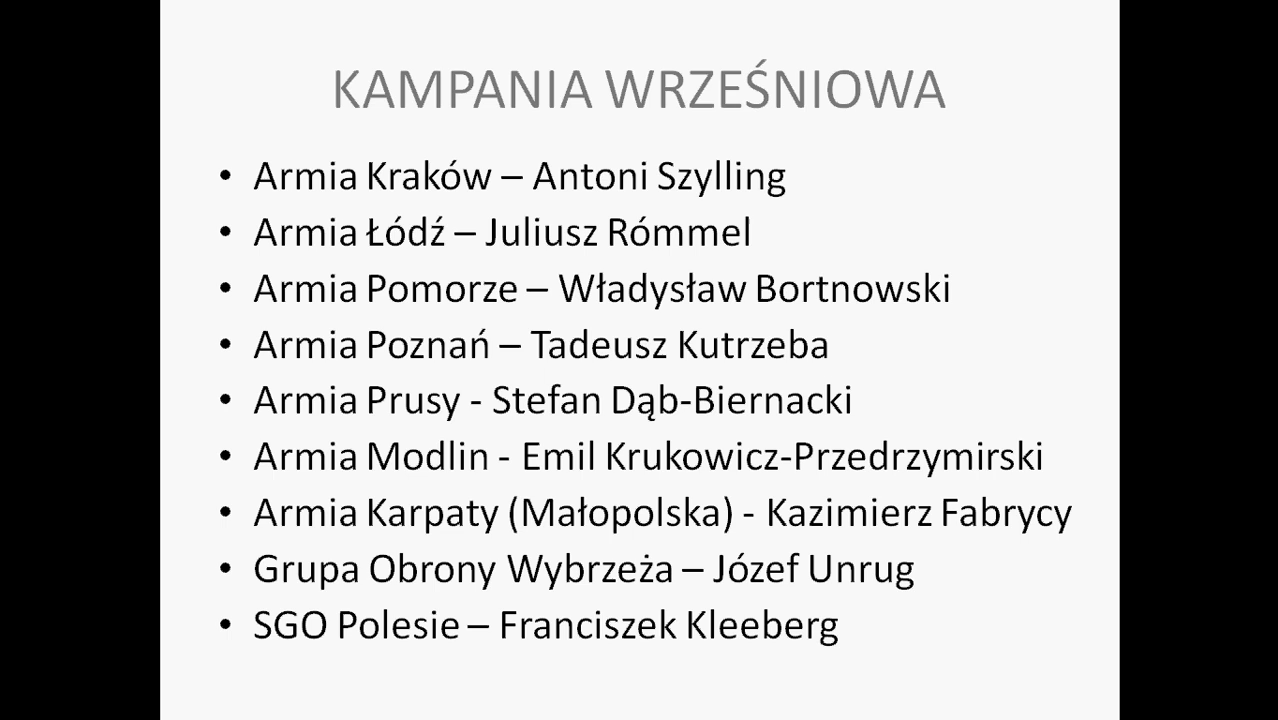 KAMPANIA WRZEŚNIOWA
• Armia Kraków – Antoni Szylling
• Armia Łódź – Juliusz Rómmel
• Armia Pomorze – Władysław Bortnowski
• Armia Poznań – Tadeusz Kutrzeba
• Armia Prusy - Stefan Dąb-Biernacki
• Armia Modlin - Emil Krukowicz-Przedrzymirski
• Armia Karpaty (Małopolska) - Kazimierz Fabrycy
• Grupa Obrony Wybrzeża – Józef Unrug
• SGO Polesie – Franciszek Kleeberg